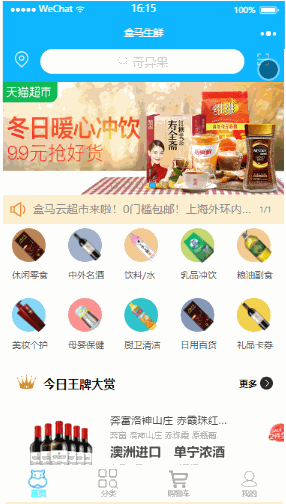 WeChat
16:15
100%
盒马生鲜
奇异果
天猫超市
冬日暖心冲饮
9.9元抢好货
寿全斋
盒马云超市来啦！0门槛包邮！上海外环内...
1/1
休闲零食
中外名酒
饮料/水
乳品冲饮
粮油副食
美妆个护
母婴保健
厨卫清洁
日用百货
礼品卡券
今日王牌大赏
更多
奔富洛神山庄 赤霞珠红...
奔富 洛神山庄 赤珠霞 原瓶葡...
澳洲进口 单宁浓酒
首页
分类
购物车
我的